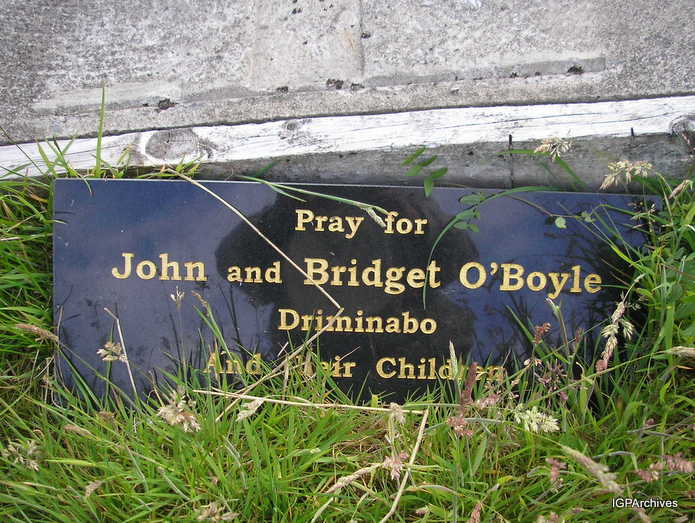 Pray for
John and Bridget O'Boyle
Driminabo
And Their Children
IGPArchives